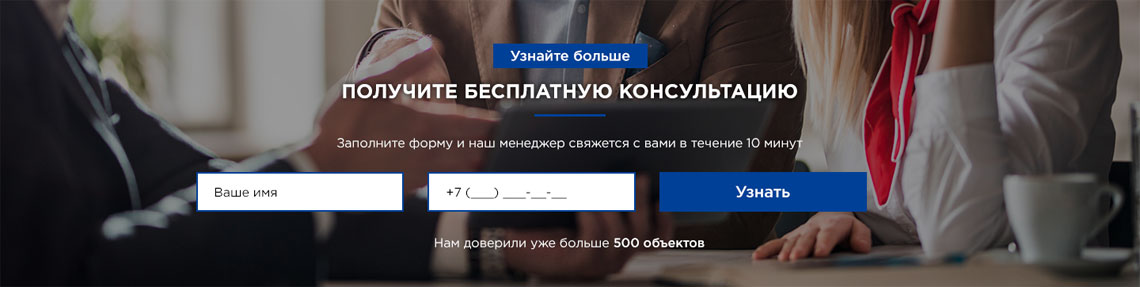 Узнайте больше
ПОЛУЧИТЕ БЕСПЛАТНУЮ КОНСУЛЬТАЦИЮ
Заполните форму и наш менеджер свяжется с вами в течение 10 минут
Ваше имя
+7 (___) ___-__-__
Узнать
Нам доверили уже больше 500 объектов